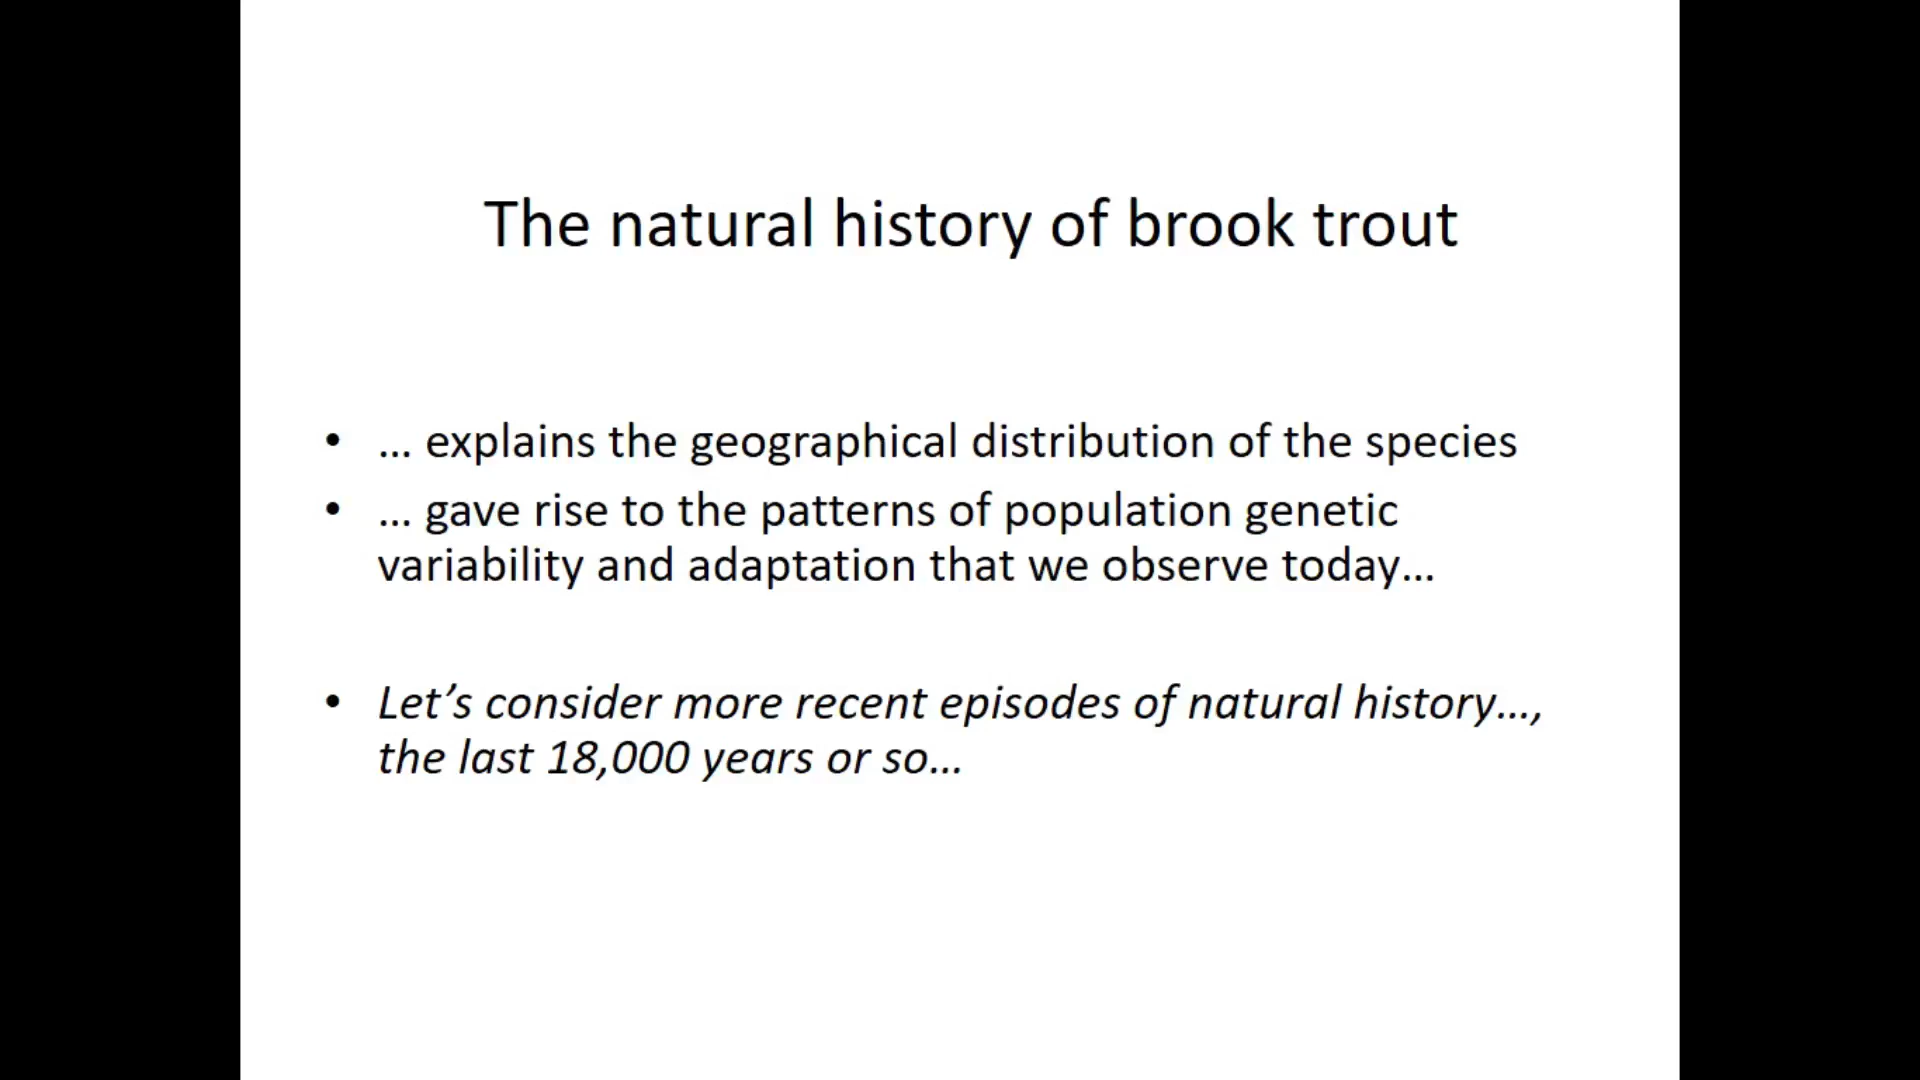 The natural history of brook trout
• ... explains the geographical distribution of the species
• ... gave rise to the patterns of population genetic
variability and adaptation that we observe today...
• Let’s consider more recent episodes of natural history...,
the last 18,000 years or so...